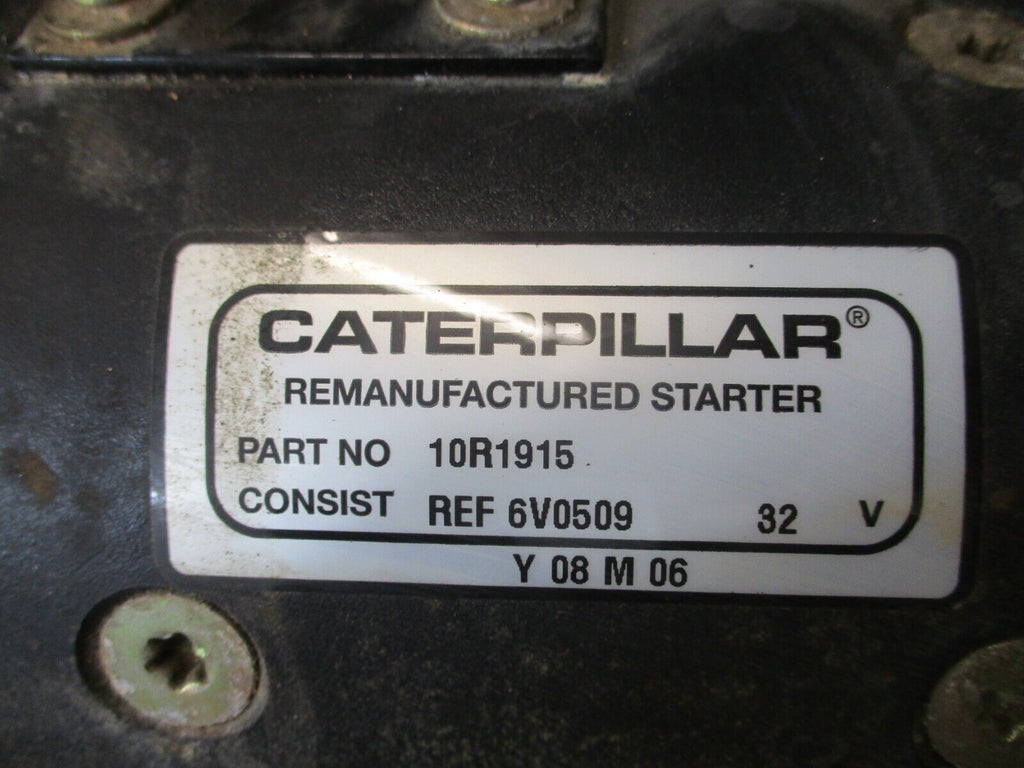 CATERPILLAR®
REMANUFACTURED STARTER
PART NO 10R1915
CONSIST REF 6V0509 32 V
Y 08 M 06